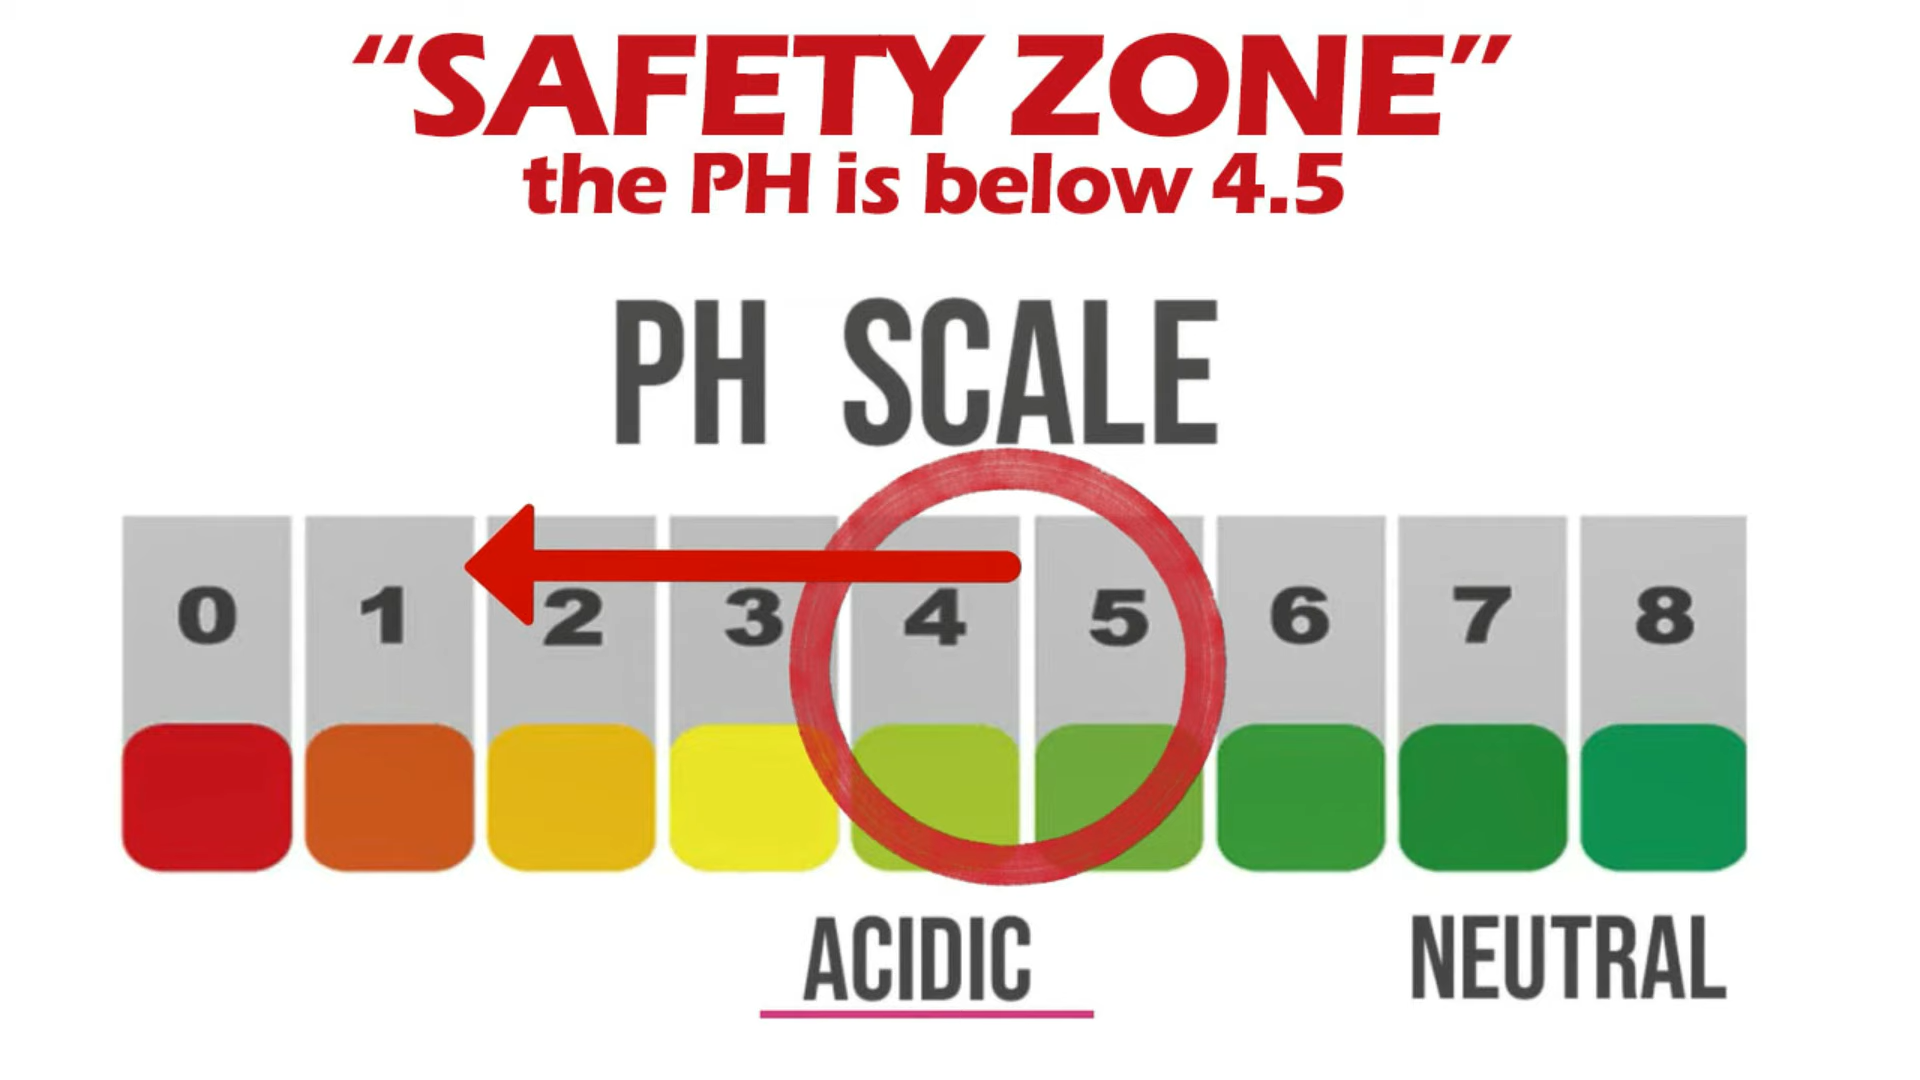 “SAFETY ZONE”
the PH is below 4.5
PH SCALE
0 1 2 3 4 5 6 7 8
ACIDIC NEUTRAL